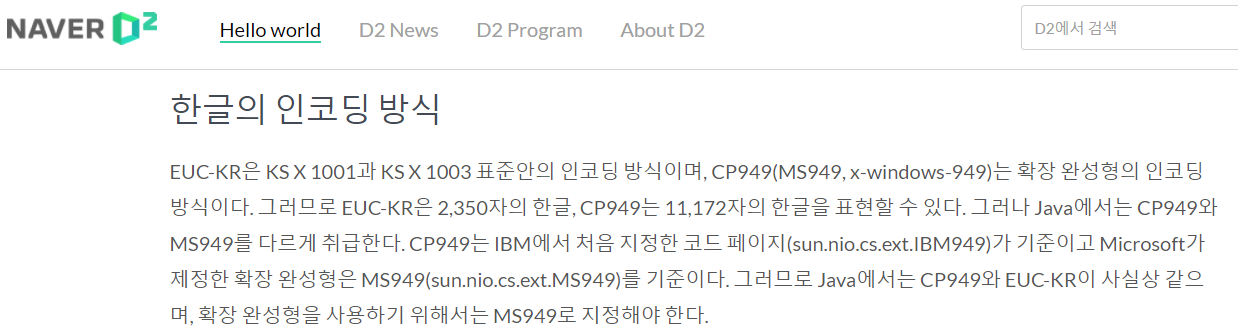 NAVER D2 Hello world D2 News D2 Program About D2 D2에서 검색
한글의 인코딩 방식
EUC-KR은 KS X 1001과 KS X 1003 표준안의 인코딩 방식이며, CP949(MS949, x-windows-949)는 확장 완성형의 인코딩
방식이다. 그러므로 EUC-KR은 2,350자의 한글, CP949는 11,172자의 한글을 표현할 수 있다. 그러나 Java에서는 CP949와
MS949를 다르게 취급한다. CP949는 IBM에서 처음 지정한 코드 페이지(sun.nio.cs.ext.IBM949)가 기준이고 Microsoft가
제정한 확장 완성형은 MS949(sun.nio.cs.ext.MS949)를 기준이다. 그러므로 Java에서는 CP949와 EUC-KR이 사실상 같으
며, 확장 완성형을 사용하기 위해서는 MS949로 지정해야 한다.